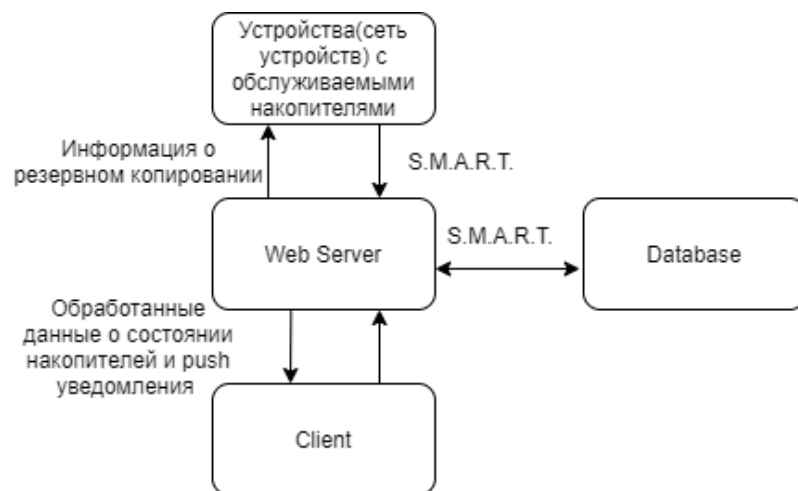 Устройства(сеть
устройств) с
обслуживаемыми
накопителями
Информация о
резервном копировании
S.M.A.R.T.
Web Server
S.M.A.R.T.
Database
Обработанные
данные о состоянии
накопителей и push
уведомления
Client